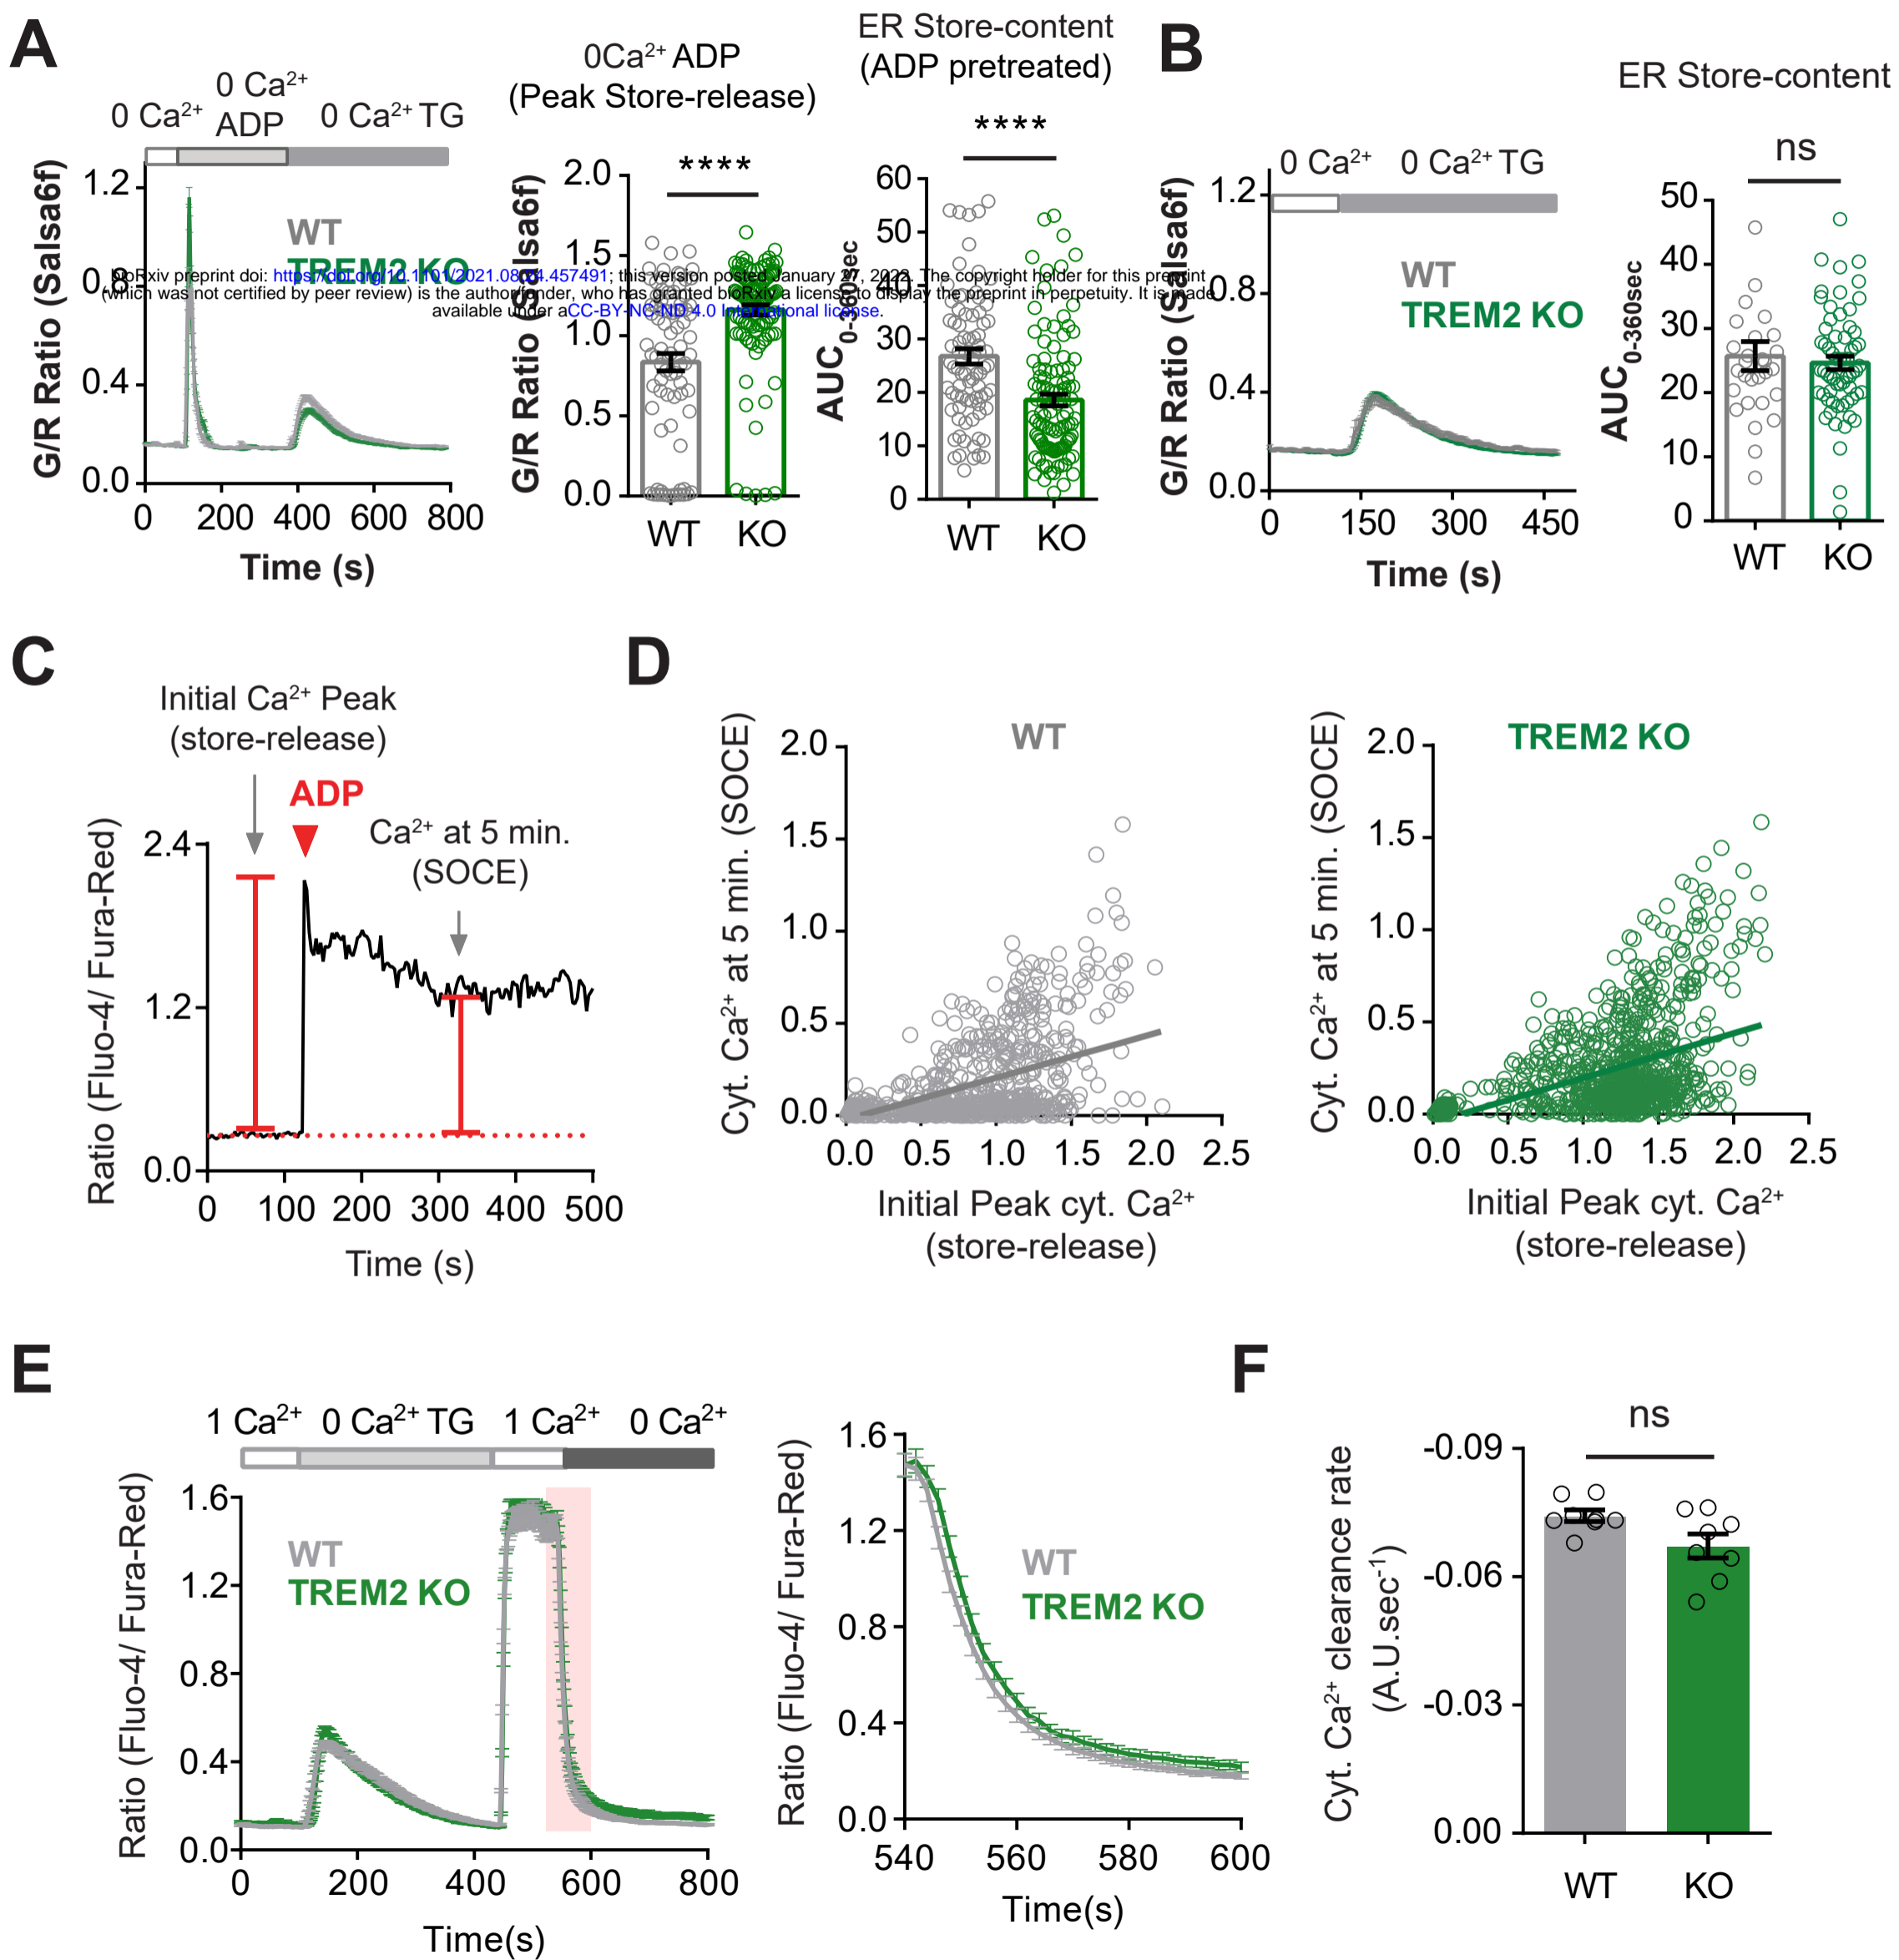 A
0 Ca²⁺
0 Ca²⁺
ADP
0 Ca²⁺ TG
G/R Ratio (Salsa6f)
1.2
0.8
0.4
0.0
WT
TREM2 KO
0
200
400
600
800
Time (s)
0Ca²⁺ ADP
(Peak Store-release)
****
G/R Ratio (Salsa6f)
2.0
1.5
1.0
0.5
0.0
WT
KO
ER Store-content
(ADP pretreated)
****
AUC0-360sec
60
50
40
30
20
10
0
WT
KO
bioRxiv preprint doi: https://doi.org/10.1101/2021.08.24.457491; this version posted January 27, 2022. The copyright holder for this preprint
(which was not certified by peer review) is the author/funder, who has granted bioRxiv a license to display the preprint in perpetuity. It is made
available under aCC-BY-NC-ND 4.0 International license.
B
0 Ca²⁺
0 Ca²⁺ TG
G/R Ratio (Salsa6f)
1.2
0.8
0.4
0.0
WT
TREM2 KO
0
150
300
450
Time (s)
ER Store-content
ns
AUC0-360sec
50
40
30
20
10
0
WT
KO
C
Initial Ca²⁺ Peak
(store-release)
ADP
Ca²⁺ at 5 min.
(SOCE)
Ratio (Fluo-4/ Fura-Red)
2.4
1.2
0.0
0
100
200
300
400
500
Time (s)
D
WT
Cyt. Ca²⁺ at 5 min. (SOCE)
2.0
1.5
1.0
0.5
0.0
0.0
0.5
1.0
1.5
2.0
2.5
Initial Peak cyt. Ca²⁺
(store-release)
TREM2 KO
Cyt. Ca²⁺ at 5 min. (SOCE)
2.0
1.5
1.0
0.5
0.0
0.0
0.5
1.0
1.5
2.0
2.5
Initial Peak cyt. Ca²⁺
(store-release)
E
1 Ca²⁺
0 Ca²⁺ TG
1 Ca²⁺
0 Ca²⁺
Ratio (Fluo-4/ Fura-Red)
1.6
1.2
0.8
0.4
0.0
WT
TREM2 KO
0
200
400
600
800
Time(s)
Ratio (Fluo-4/ Fura-Red)
1.6
1.2
0.8
0.4
0.0
WT
TREM2 KO
540
560
580
600
Time(s)
F
ns
Cyt. Ca²⁺ clearance rate
(A.U.sec⁻¹)
-0.09
-0.06
-0.03
0.00
WT
KO